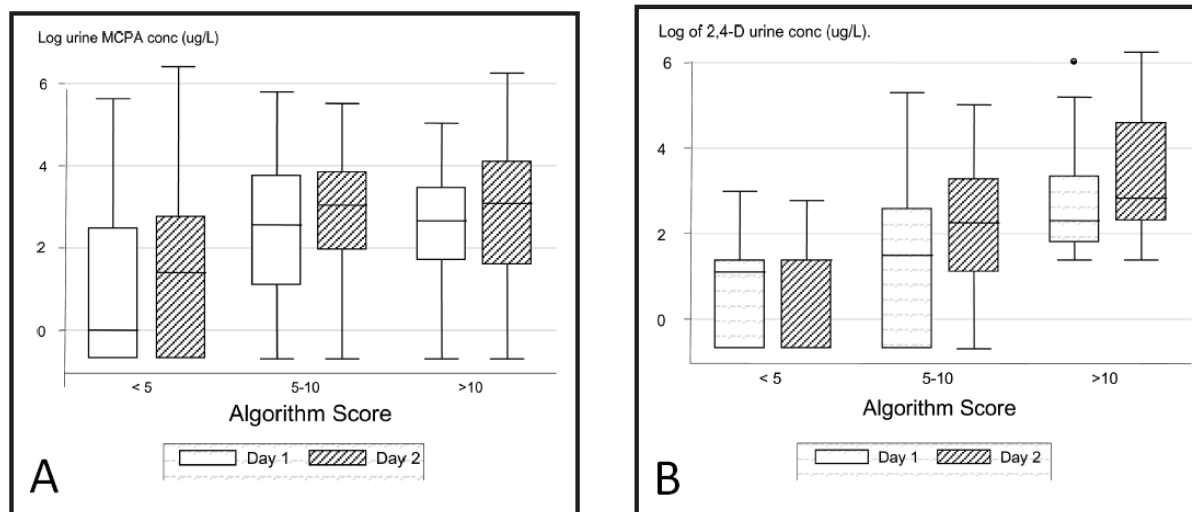 Log urine MCPA conc (ug/L)
6
4
2
0
< 5 5-10 >10
Algorithm Score
Day 1 Day 2
A
Log of 2,4-D urine conc (ug/L).
6
4
2
0
< 5 5-10 >10
Algorithm Score
Day 1 Day 2
B